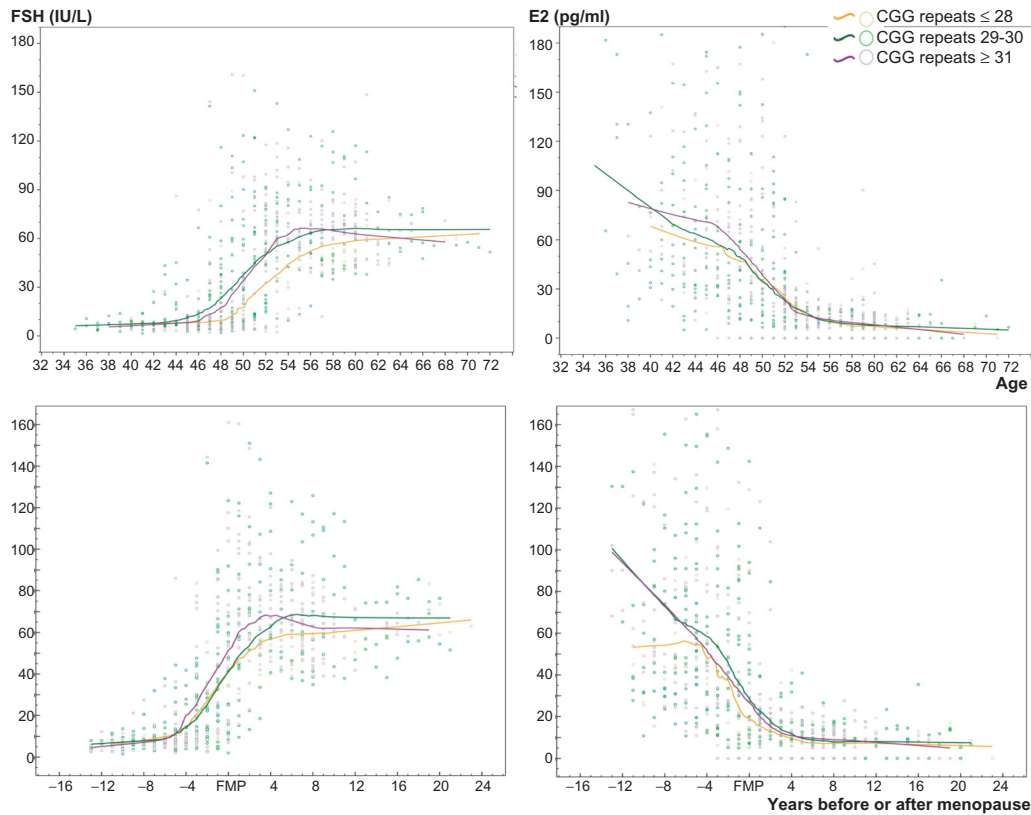 FSH (IU/L)
E2 (pg/ml)
CGG repeats ≤ 28
CGG repeats 29-30
CGG repeats ≥ 31
180
150
120
90
60
30
0
32 34 36 38 40 42 44 46 48 50 52 54 56 58 60 62 64 66 68 70 72
180
150
120
90
60
30
0
32 34 36 38 40 42 44 46 48 50 52 54 56 58 60 62 64 66 68 70 72
Age
160
140
120
100
80
60
40
20
0
−16 −12 −8 −4 FMP 4 8 12 16 20 24
160
140
120
100
80
60
40
20
0
−16 −12 −8 −4 FMP 4 8 12 16 20 24
Years before or after menopause